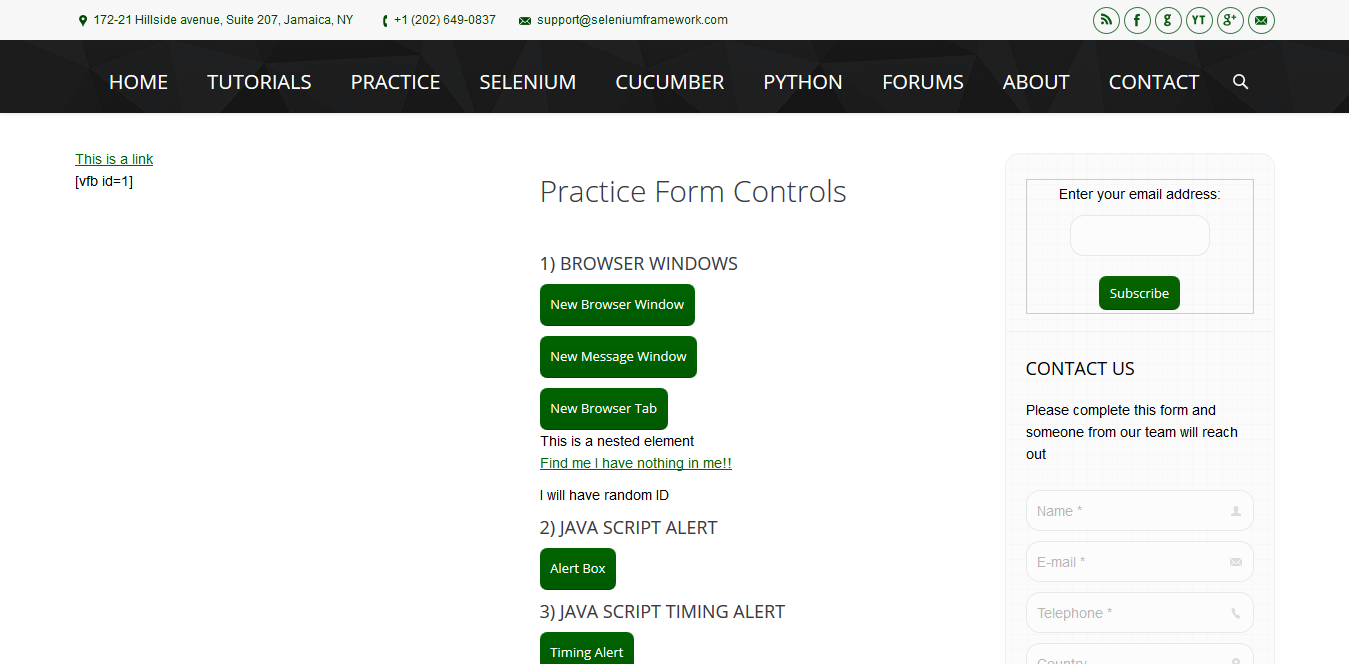 172-21 Hillside avenue, Suite 207, Jamaica, NY +1 (202) 649-0837 support@seleniumframework.com
f g YT g+
HOME TUTORIALS PRACTICE SELENIUM CUCUMBER PYTHON FORUMS ABOUT CONTACT
This is a link
[vfb id=1]
Practice Form Controls
1) BROWSER WINDOWS
New Browser Window
New Message Window
New Browser Tab
This is a nested element
Find me I have nothing in me!!
I will have random ID
2) JAVA SCRIPT ALERT
Alert Box
3) JAVA SCRIPT TIMING ALERT
Timing Alert
Enter your email address:
Subscribe
CONTACT US
Please complete this form and
someone from our team will reach
out
Name *
E-mail *
Telephone *
Country